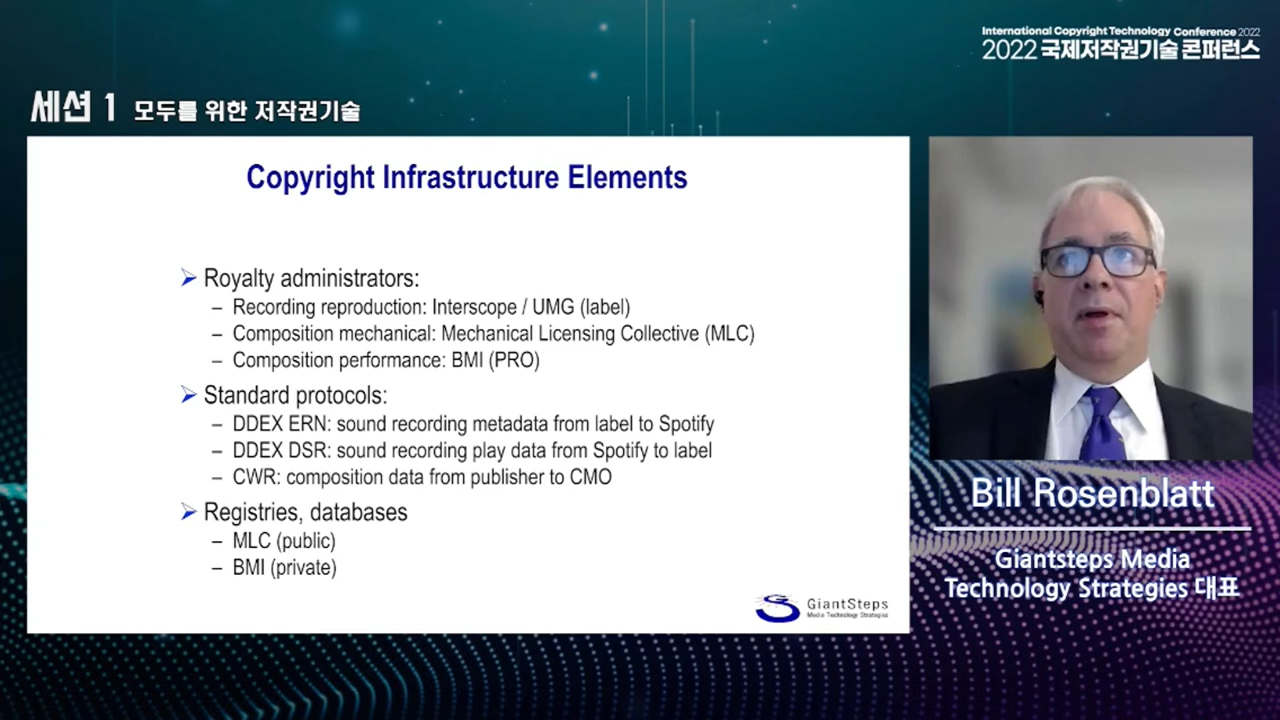 International Copyright Technology Conference 2022
2022 국제저작권기술 콘퍼런스
세션 1 모두를 위한 저작권기술
Copyright Infrastructure Elements
➢ Royalty administrators:
– Recording reproduction: Interscope / UMG (label)
– Composition mechanical: Mechanical Licensing Collective (MLC)
– Composition performance: BMI (PRO)
➢ Standard protocols:
– DDEX ERN: sound recording metadata from label to Spotify
– DDEX DSR: sound recording play data from Spotify to label
– CWR: composition data from publisher to CMO
➢ Registries, databases
– MLC (public)
– BMI (private)
GiantSteps
Media Technology Strategies
Bill Rosenblatt
Giantsteps Media
Technology Strategies 대표